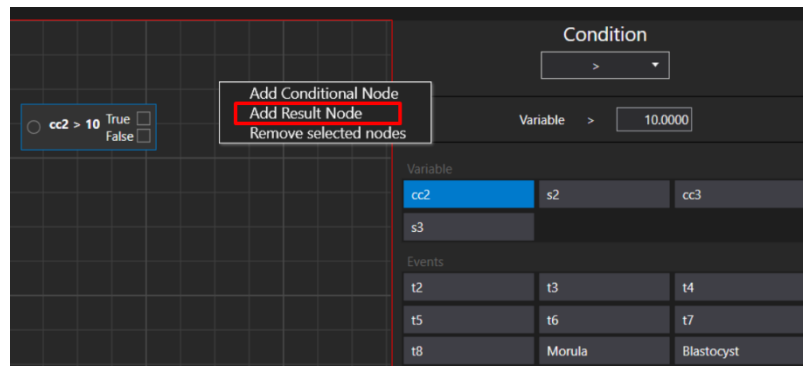 Condition
>
Add Conditional Node
Add Result Node
Remove selected nodes
cc2 > 10 True
False
Variable > 10.0000
Variable
cc2 s2 cc3
s3
Events
t2 t3 t4
t5 t6 t7
t8 Morula Blastocyst